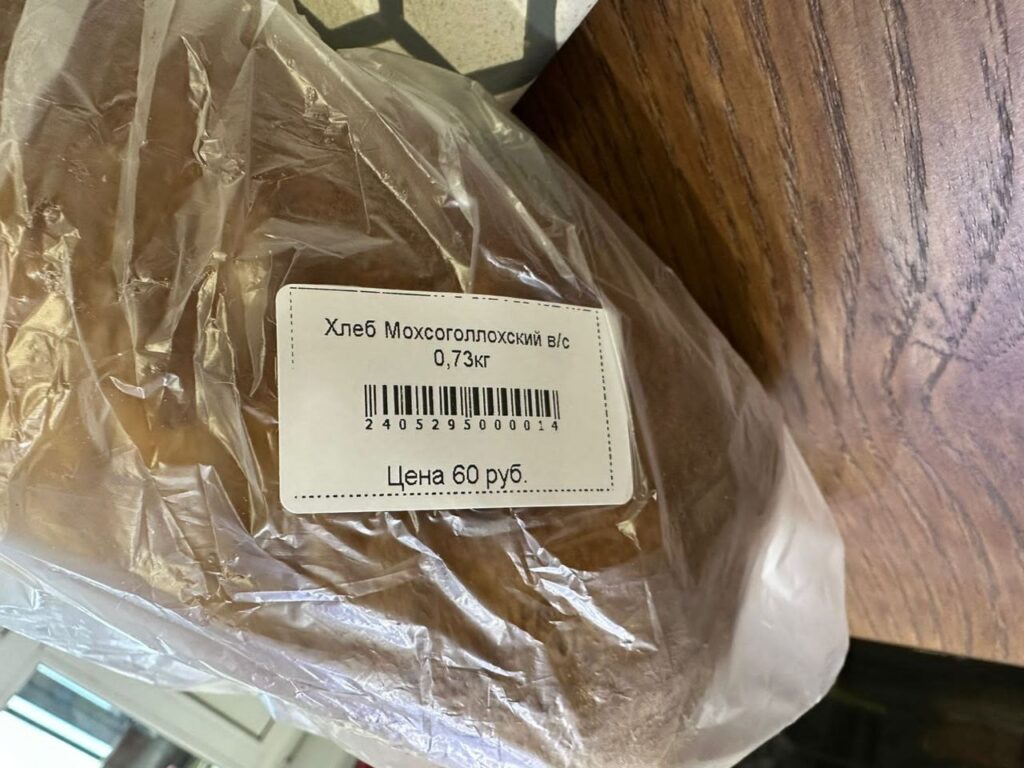 Хлеб Мохсоголлохский в/с
0,73кг
2405295000014
Цена 60 руб.